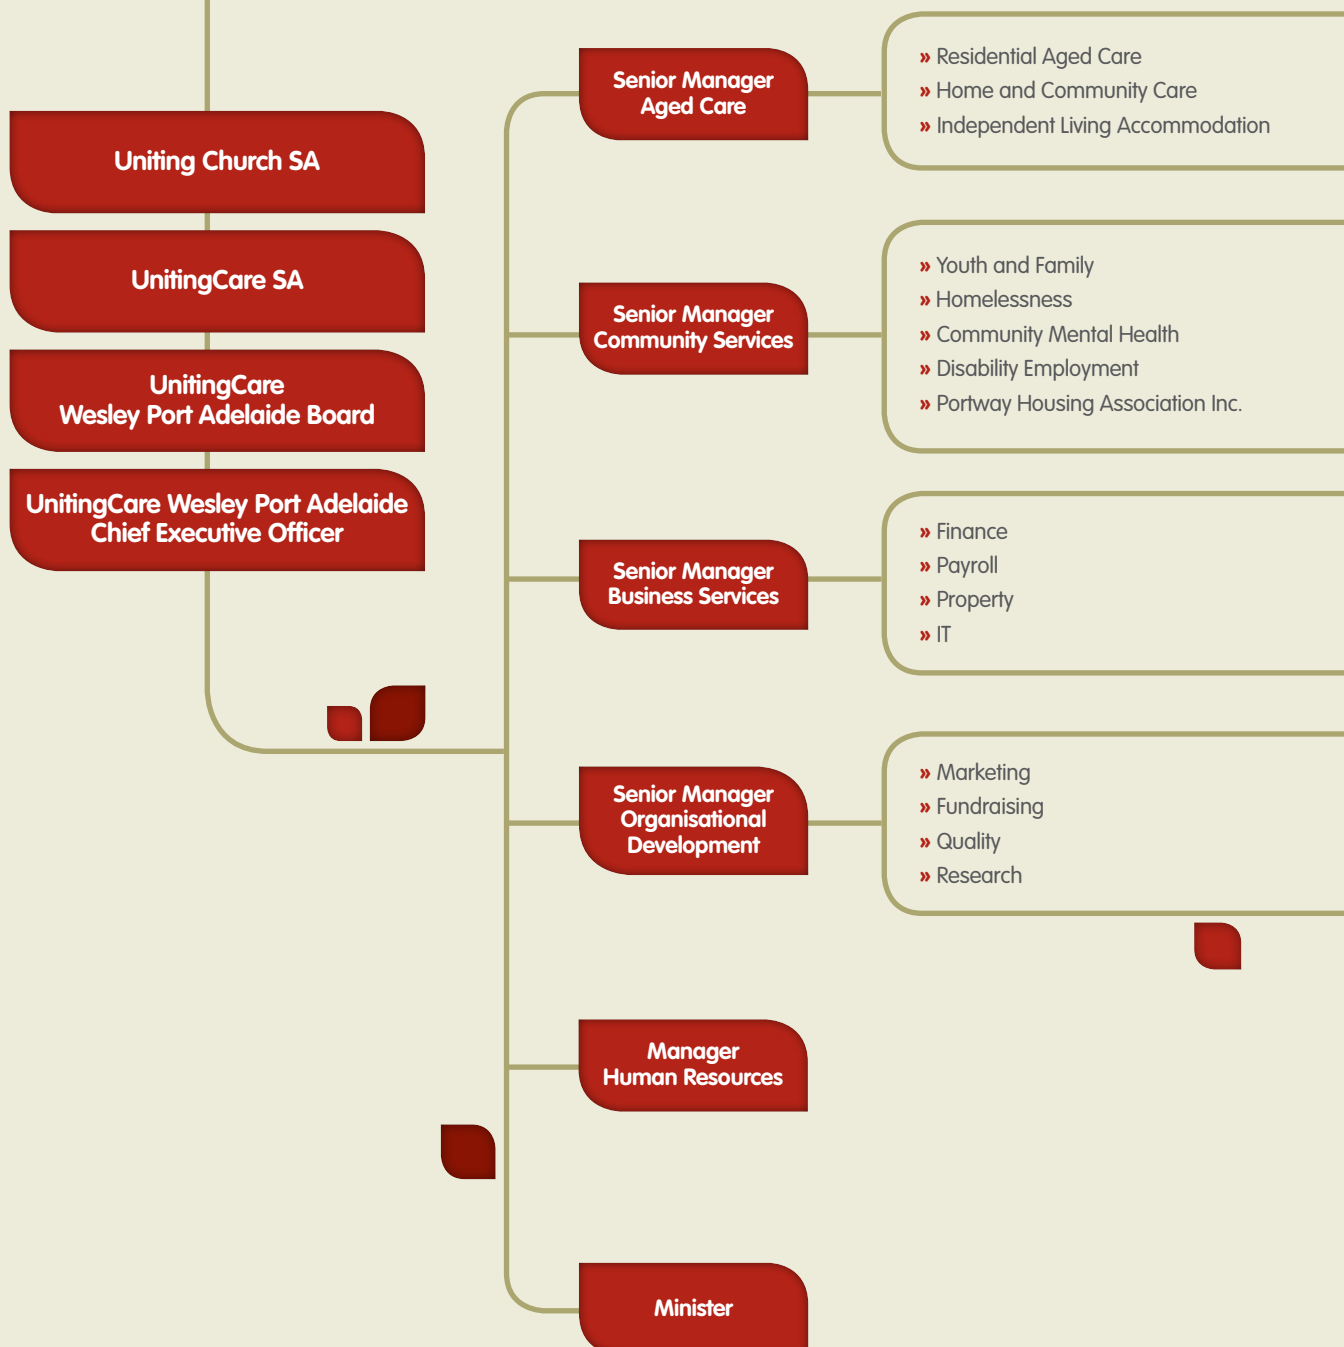 Uniting Church SA
UnitingCare SA
UnitingCare
Wesley Port Adelaide Board
UnitingCare Wesley Port Adelaide
Chief Executive Officer
Senior Manager
Aged Care
» Residential Aged Care
» Home and Community Care
» Independent Living Accommodation
Senior Manager
Community Services
» Youth and Family
» Homelessness
» Community Mental Health
» Disability Employment
» Portway Housing Association Inc.
Senior Manager
Business Services
» Finance
» Payroll
» Property
» IT
Senior Manager
Organisational
Development
» Marketing
» Fundraising
» Quality
» Research
Manager
Human Resources
Minister